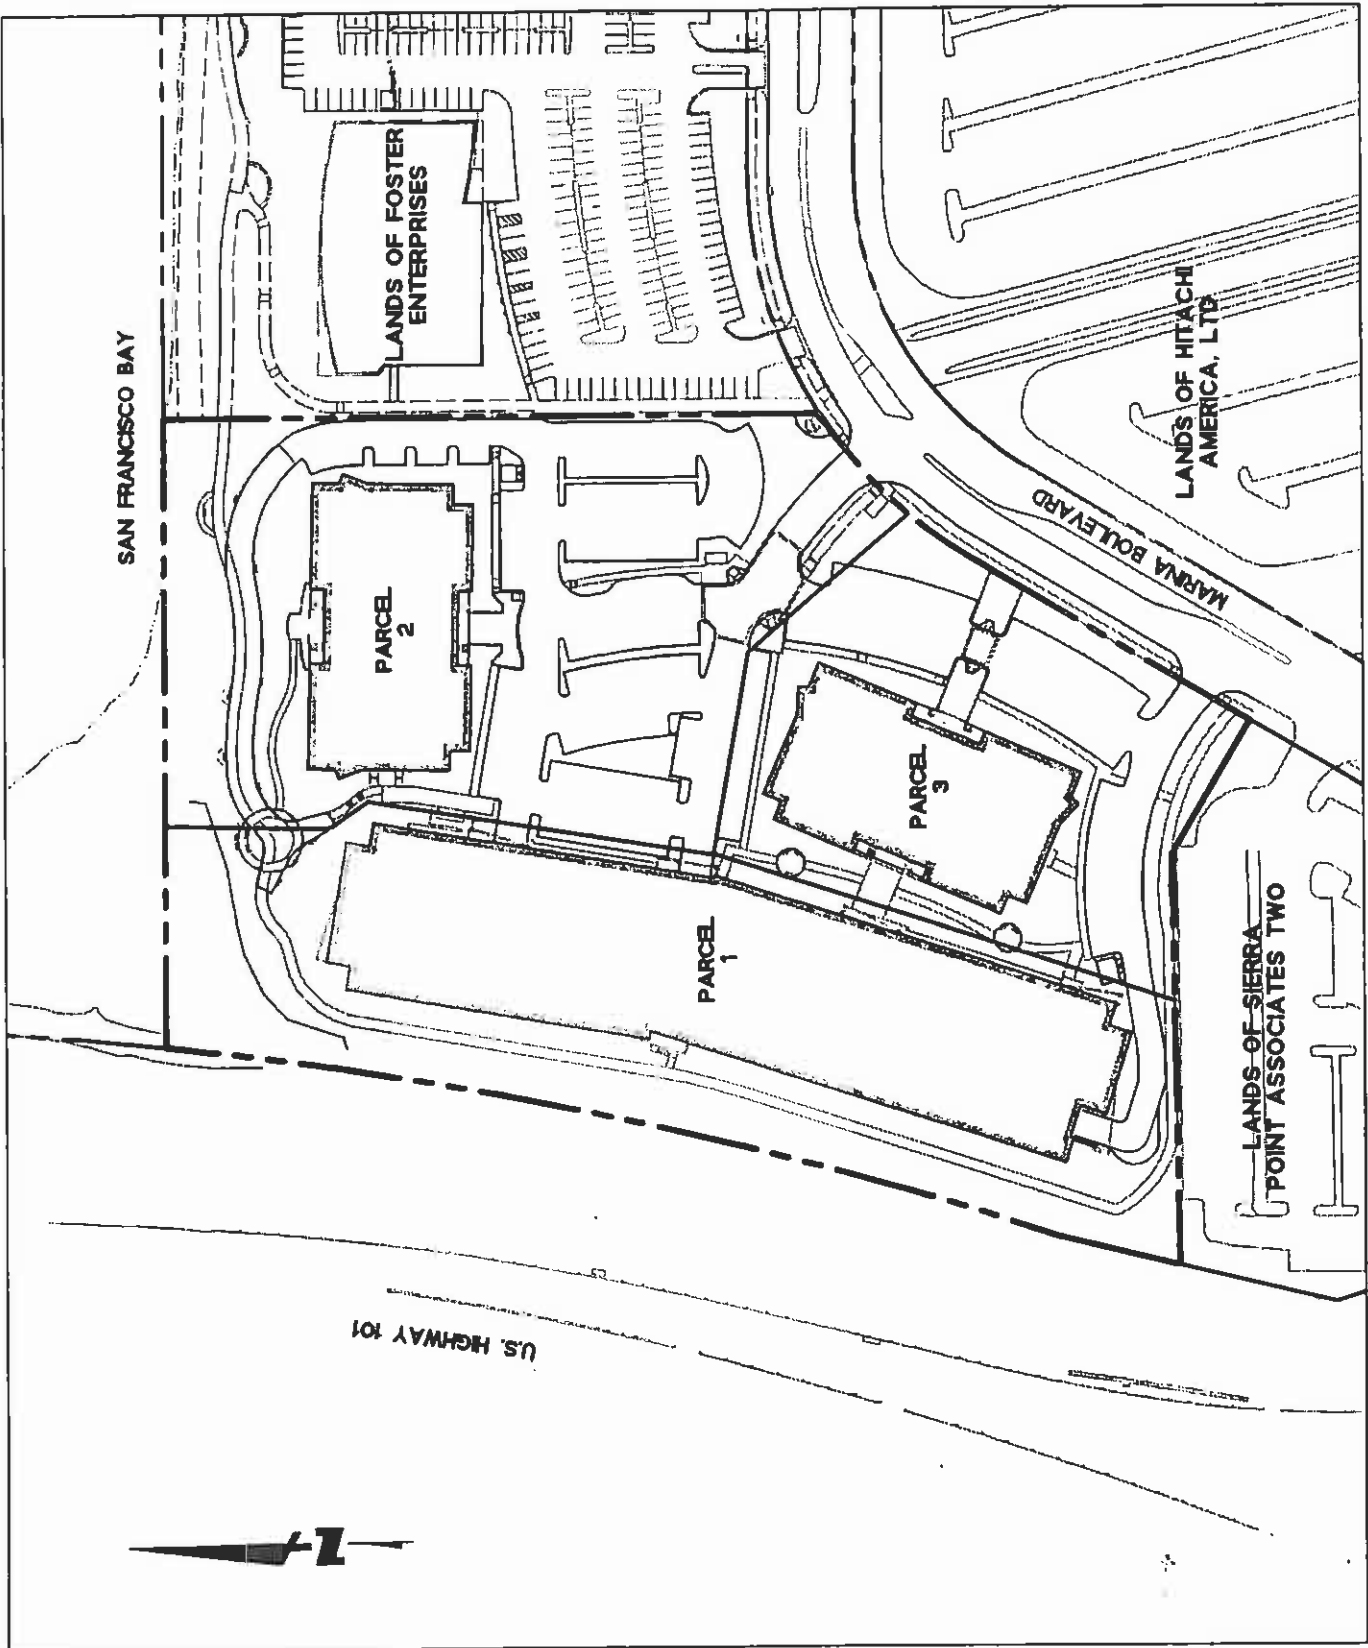 SAN FRANCISCO BAY
LANDS OF FOSTER
ENTERPRISES
PARCEL
2
MARINA BOULEVARD
LANDS OF HITACHI
AMERICA, LTD
PARCEL
3
PARCEL
1
LANDS OF SIERRA
POINT ASSOCIATES TWO
U.S. HIGHWAY 101
N